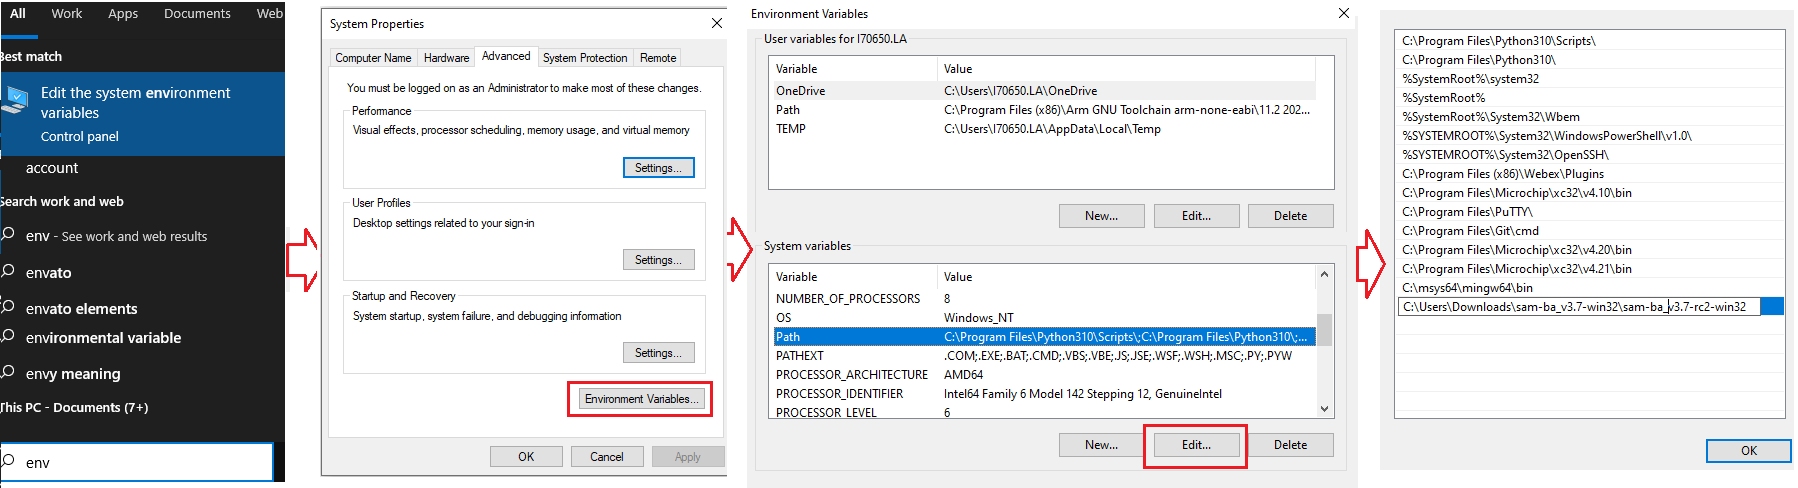 All Work Apps Documents Web
Best match
Edit the system environment
variables
Control panel
account
Search work and web
env - See work and web results
envato
envato elements
environmental variable
envy meaning
This PC - Documents (7+)
env
System Properties
Computer Name Hardware Advanced System Protection Remote
You must be logged on as an Administrator to make most of these changes.
Performance
Visual effects, processor scheduling, memory usage, and virtual memory
Settings...
User Profiles
Desktop settings related to your sign-in
Settings...
Startup and Recovery
System startup, system failure, and debugging information
Settings...
Environment Variables...
OK Cancel Apply
Environment Variables
User variables for I70650.LA
Variable Value
OneDrive C:\Users\I70650.LA\OneDrive
Path C:\Program Files (x86)\Arm GNU Toolchain arm-none-eabi\11.2 202...
TEMP C:\Users\I70650.LA\AppData\Local\Temp
New... Edit... Delete
System variables
Variable Value
NUMBER_OF_PROCESSORS 8
OS Windows_NT
Path C:\Program Files\Python310\Scripts\;C:\Program Files\Python310\;...
PATHEXT .COM;.EXE;.BAT;.CMD;.VBS;.VBE;.JS;.JSE;.WSF;.WSH;.MSC;.PY;.PYW
PROCESSOR_ARCHITECTURE AMD64
PROCESSOR_IDENTIFIER Intel64 Family 6 Model 142 Stepping 12, GenuineIntel
PROCESSOR_LEVEL 6
New... Edit... Delete
C:\Program Files\Python310\Scripts\
C:\Program Files\Python310\
%SystemRoot%\system32
%SystemRoot%
%SystemRoot%\System32\Wbem
%SYSTEMROOT%\System32\WindowsPowerShell\v1.0\
%SYSTEMROOT%\System32\OpenSSH\
C:\Program Files (x86)\Webex\Plugins
C:\Program Files\Microchip\xc32\v4.10\bin
C:\Program Files\PuTTY\
C:\Program Files\Git\cmd
C:\Program Files\Microchip\xc32\v4.20\bin
C:\Program Files\Microchip\xc32\v4.21\bin
C:\msys64\mingw64\bin
C:\Users\Downloads\sam-ba_v3.7-win32\sam-ba_v3.7-rc2-win32
OK